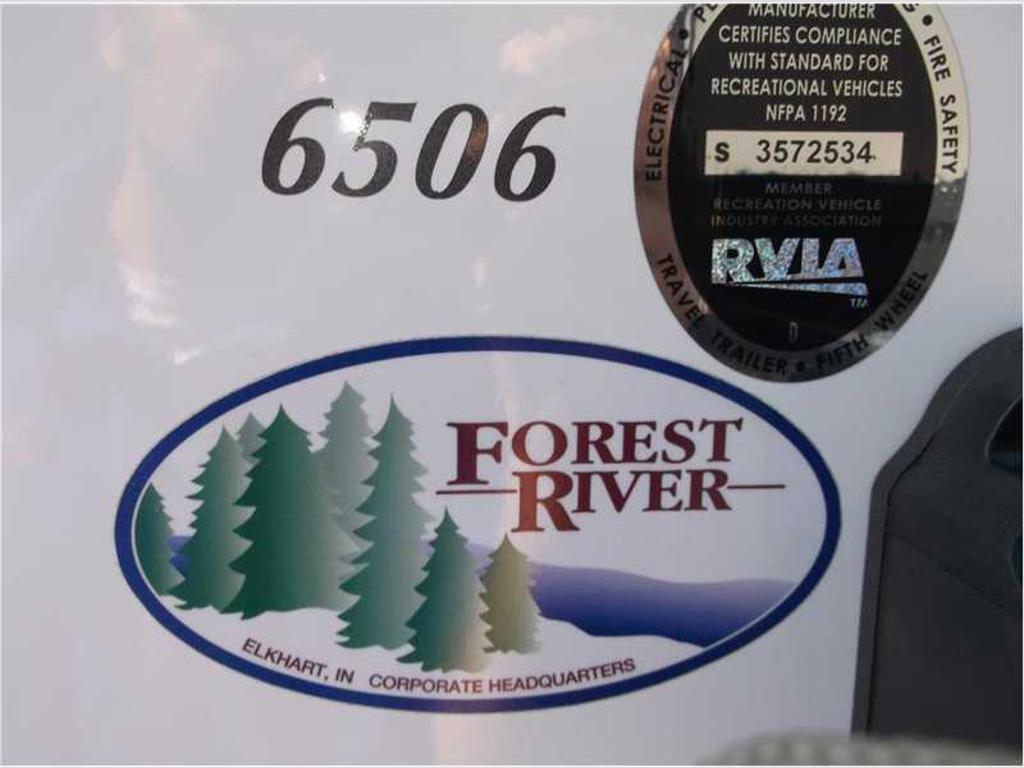 6506
MANUFACTURER
CERTIFIES COMPLIANCE
WITH STANDARD FOR
RECREATIONAL VEHICLES
NFPA 1192
S 3572534
MEMBER
RECREATION VEHICLE
INDUSTRY ASSOCIATION
RVIA
TM
ELECTRICAL •
• FIRE SAFETY
TRAVEL TRAILER • FIFTH WHEEL
FOREST
RIVER
ELKHART, IN CORPORATE HEADQUARTERS